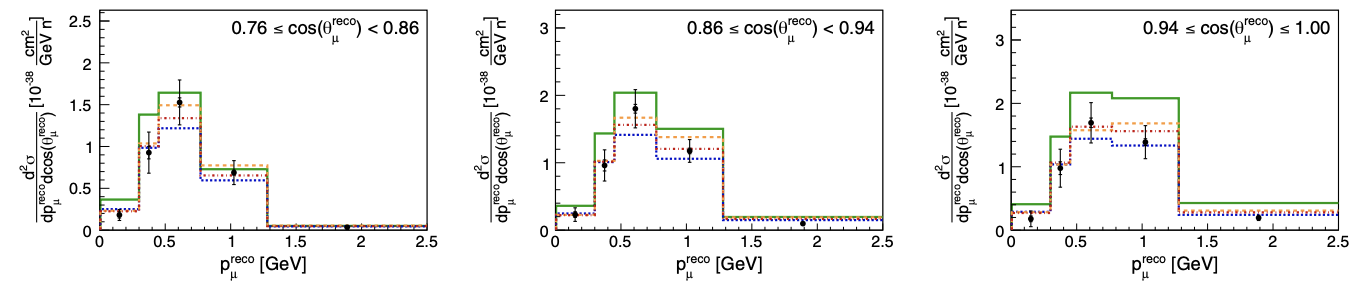 0.76 ≤ cos(θ_μ^reco) < 0.86
d²σ / dp_μ^reco dcos(θ_μ^reco) [10⁻³⁸ cm² / GeV n]
2.5
2
1.5
1
0.5
0
0 0.5 1 1.5 2 2.5
p_μ^reco [GeV]
0.86 ≤ cos(θ_μ^reco) < 0.94
d²σ / dp_μ^reco dcos(θ_μ^reco) [10⁻³⁸ cm² / GeV n]
3
2
1
0
0 0.5 1 1.5 2 2.5
p_μ^reco [GeV]
0.94 ≤ cos(θ_μ^reco) ≤ 1.00
d²σ / dp_μ^reco dcos(θ_μ^reco) [10⁻³⁸ cm² / GeV n]
3
2
1
0
0 0.5 1 1.5 2 2.5
p_μ^reco [GeV]